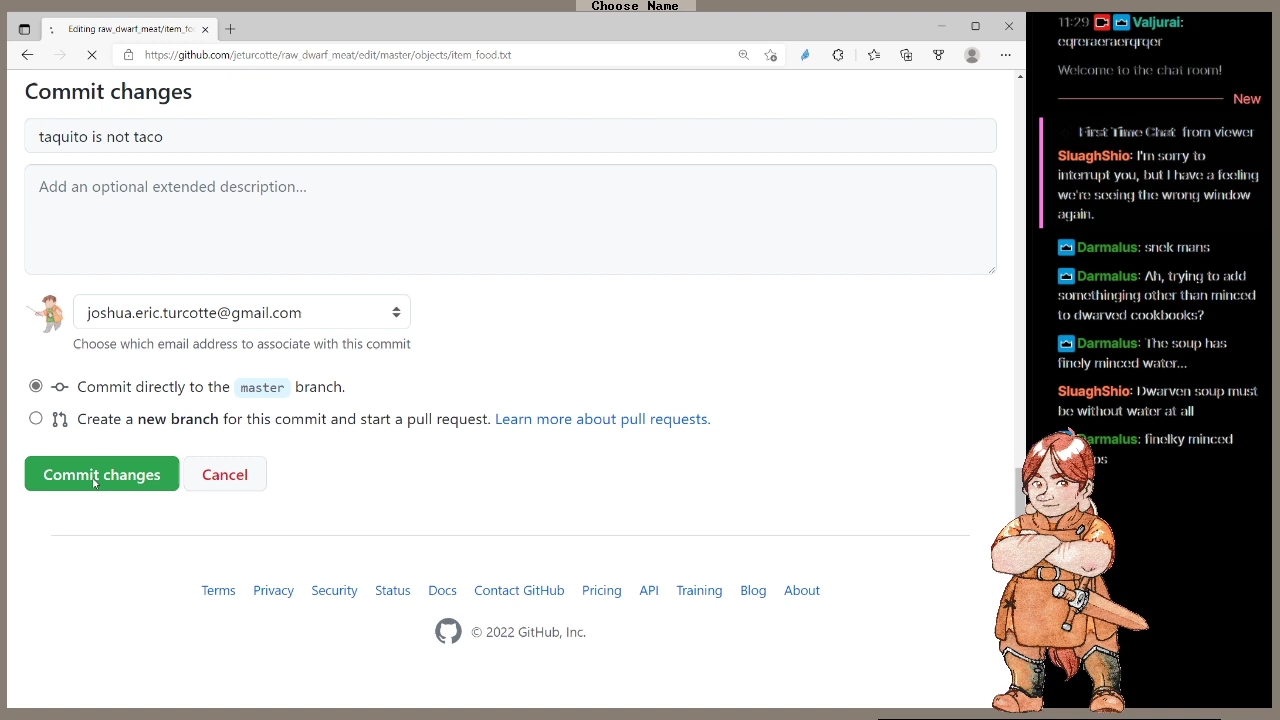 Choose Name
Editing raw_dwarf_meat/item_fo
https://github.com/jeturcotte/raw_dwarf_meat/edit/master/objects/item_food.txt
Commit changes
taquito is not taco
Add an optional extended description...
joshua.eric.turcotte@gmail.com
Choose which email address to associate with this commit
Commit directly to the master branch.
Create a new branch for this commit and start a pull request. Learn more about pull requests.
Commit changes
Cancel
Terms Privacy Security Status Docs Contact GitHub Pricing API Training Blog About
© 2022 GitHub, Inc.
11:29 Valjurai:
eqreraeraerqrqer
Welcome to the chat room!
New
First Time Chat from viewer
SluaghShio: I'm sorry to
interrupt you, but I have a feeling
we're seeing the wrong window
again.
Darmalus: snek mans
Darmalus: Ah, trying to add
somethinging other than minced
to dwarved cookbooks?
Darmalus: The soup has
finely minced water...
SluaghShio: Dwarven soup must
be without water at all
armalus: finelky minced
os